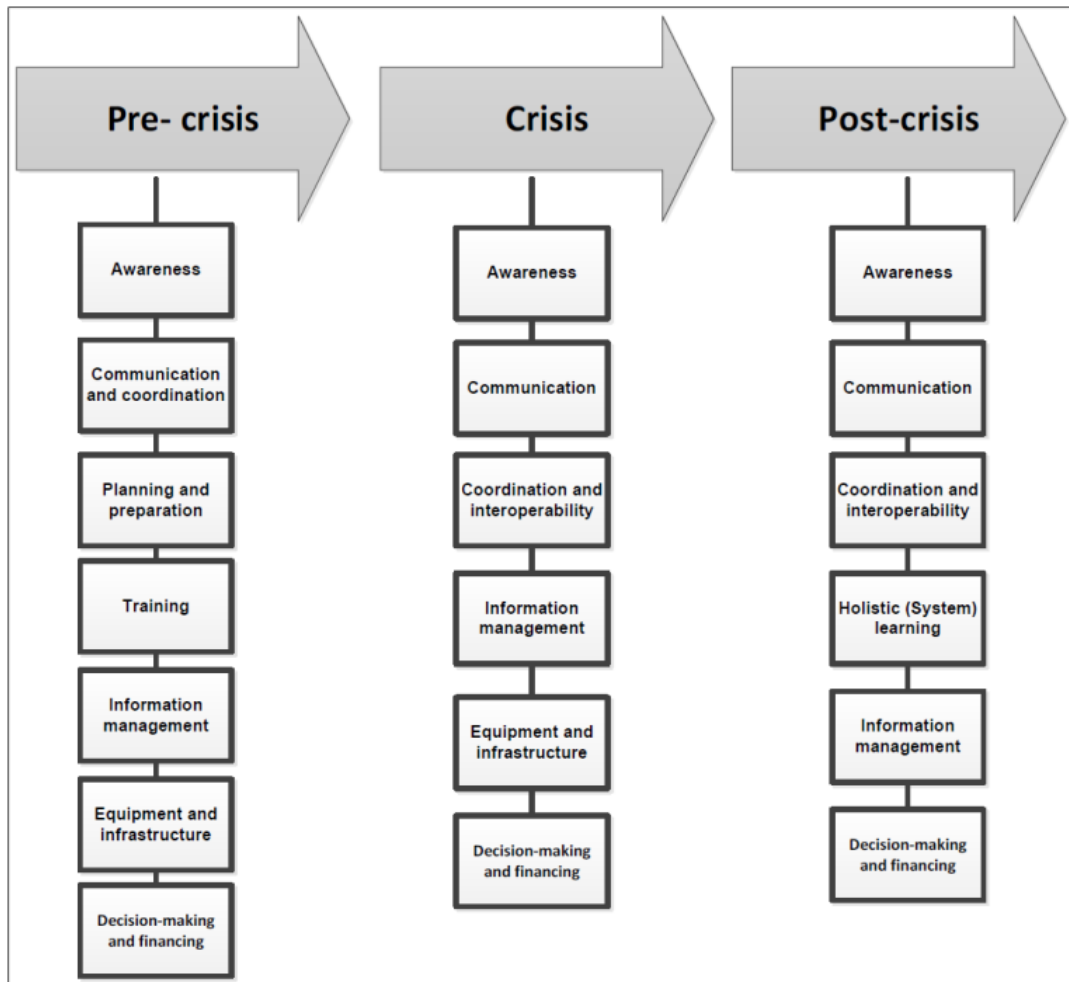 Pre- crisis
Awareness
Communication
and coordination
Planning and
preparation
Training
Information
management
Equipment and
infrastructure
Decision-making
and financing
Crisis
Awareness
Communication
Coordination and
interoperability
Information
management
Equipment and
infrastructure
Decision-making
and financing
Post-crisis
Awareness
Communication
Coordination and
interoperability
Holistic (System)
learning
Information
management
Decision-making
and financing